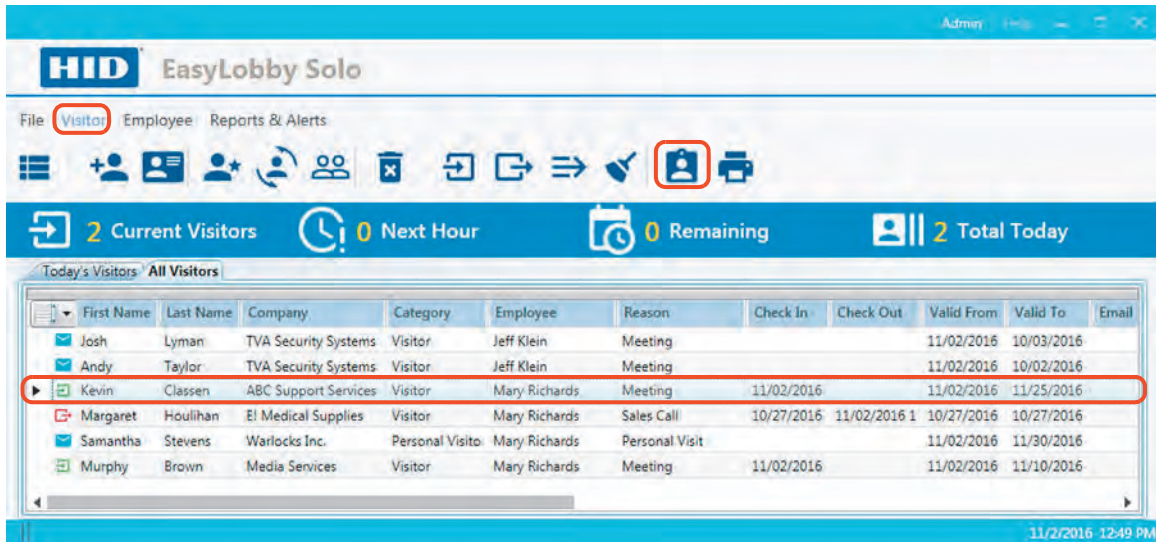 Admin Help
HID EasyLobby Solo
File Visitor Employee Reports & Alerts
2 Current Visitors 0 Next Hour 0 Remaining 2 Total Today
Today's Visitors All Visitors
First Name Last Name Company Category Employee Reason Check In Check Out Valid From Valid To Email
Josh Lyman TVA Security Systems Visitor Jeff Klein Meeting 11/02/2016 10/03/2016
Andy Taylor TVA Security Systems Visitor Jeff Klein Meeting 11/02/2016 10/02/2016
Kevin Classen ABC Support Services Visitor Mary Richards Meeting 11/02/2016 11/02/2016 11/25/2016
Margaret Houlihan EI Medical Supplies Visitor Mary Richards Sales Call 10/27/2016 11/02/2016 1 10/27/2016 10/27/2016
Samantha Stevens Warlocks Inc. Personal Visito Mary Richards Personal Visit 11/02/2016 11/30/2016
Murphy Brown Media Services Visitor Mary Richards Meeting 11/02/2016 11/02/2016 11/10/2016
11/2/2016 12:49 PM